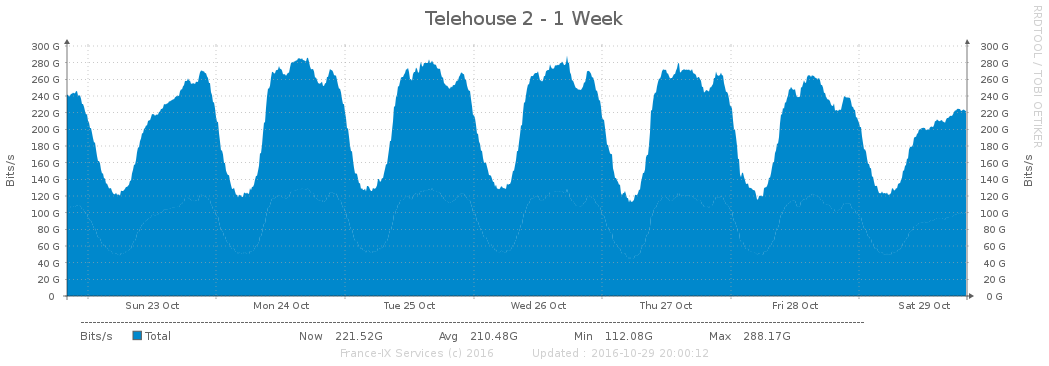 Telehouse 2 - 1 Week
RRDTOOL / TOBI OETIKER
300 G 300 G
280 G 280 G
260 G 260 G
240 G 240 G
220 G 220 G
200 G 200 G
180 G 180 G
160 G 160 G
140 G 140 G
120 G 120 G
100 G 100 G
80 G 80 G
60 G 60 G
40 G 40 G
20 G 20 G
0 0 G
Bits/s Bits/s
Sun 23 Oct Mon 24 Oct Tue 25 Oct Wed 26 Oct Thu 27 Oct Fri 28 Oct Sat 29 Oct
Bits/s Total Now 221.52G Avg 210.48G Min 112.08G Max 288.17G
France-IX Services (c) 2016 Updated : 2016-10-29 20:00:12